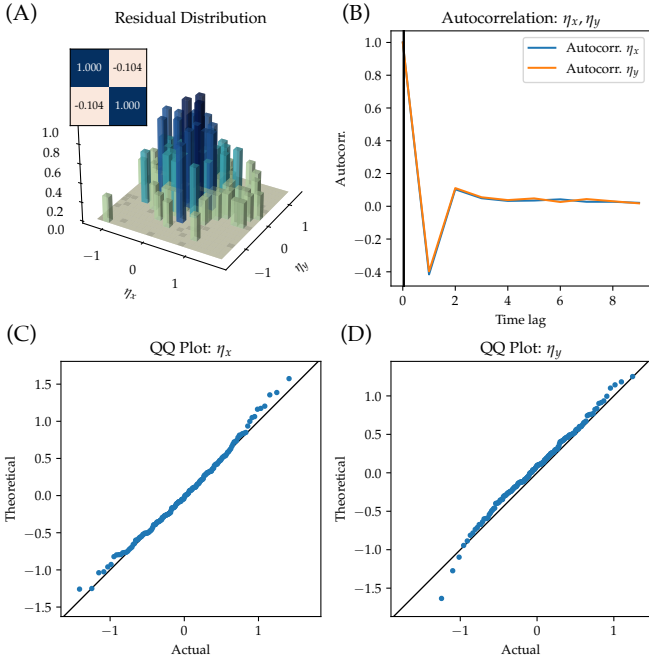 (A)
Residual Distribution
1.000 -0.104
-0.104 1.000
1.0
0.8
0.6
0.4
0.2
0.0
−1 0 1
η_x
−1 0 1
η_y
(B)
Autocorrelation: η_x, η_y
Autocorr. η_x
Autocorr. η_y
1.0
0.8
0.6
0.4
0.2
0.0
−0.2
−0.4
Autocorr.
0 2 4 6 8
Time lag
(C)
QQ Plot: η_x
1.5
1.0
0.5
0.0
−0.5
−1.0
−1.5
Theoretical
−1 0 1
Actual
(D)
QQ Plot: η_y
1.5
1.0
0.5
0.0
−0.5
−1.0
−1.5
Theoretical
−1 0 1
Actual